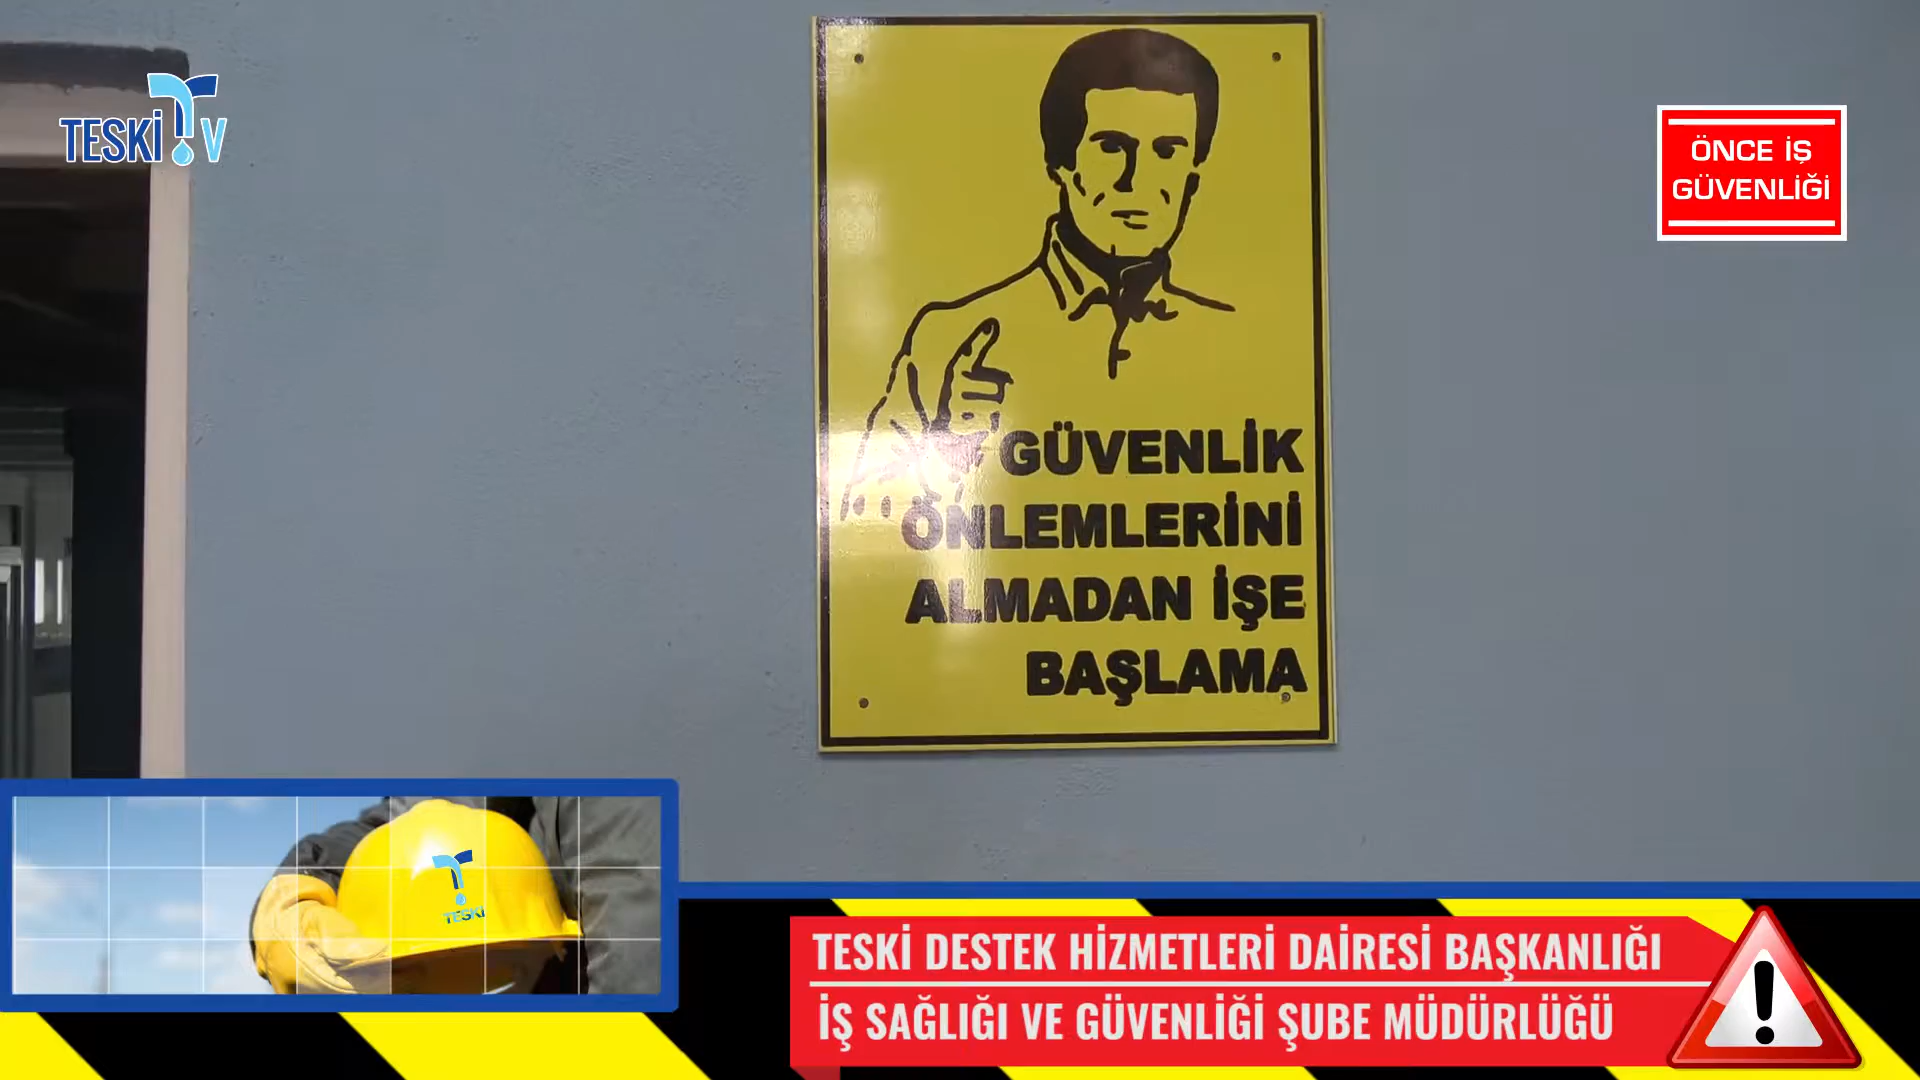 TESKİ TV
ÖNCE İŞ
GÜVENLİĞİ
GÜVENLİK
ÖNLEMLERİNİ
ALMADAN İŞE
BAŞLAMA
TESKİ
TESKİ DESTEK HİZMETLERİ DAİRESİ BAŞKANLIĞI
İŞ SAĞLIĞI VE GÜVENLİĞİ ŞUBE MÜDÜRLÜĞÜ